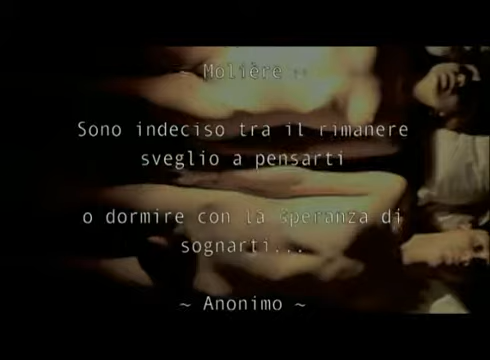 ~ Molière ~
Sono indeciso tra il rimanere
sveglio a pensarti
o dormire con la speranza di
sognarti...
~ Anonimo ~